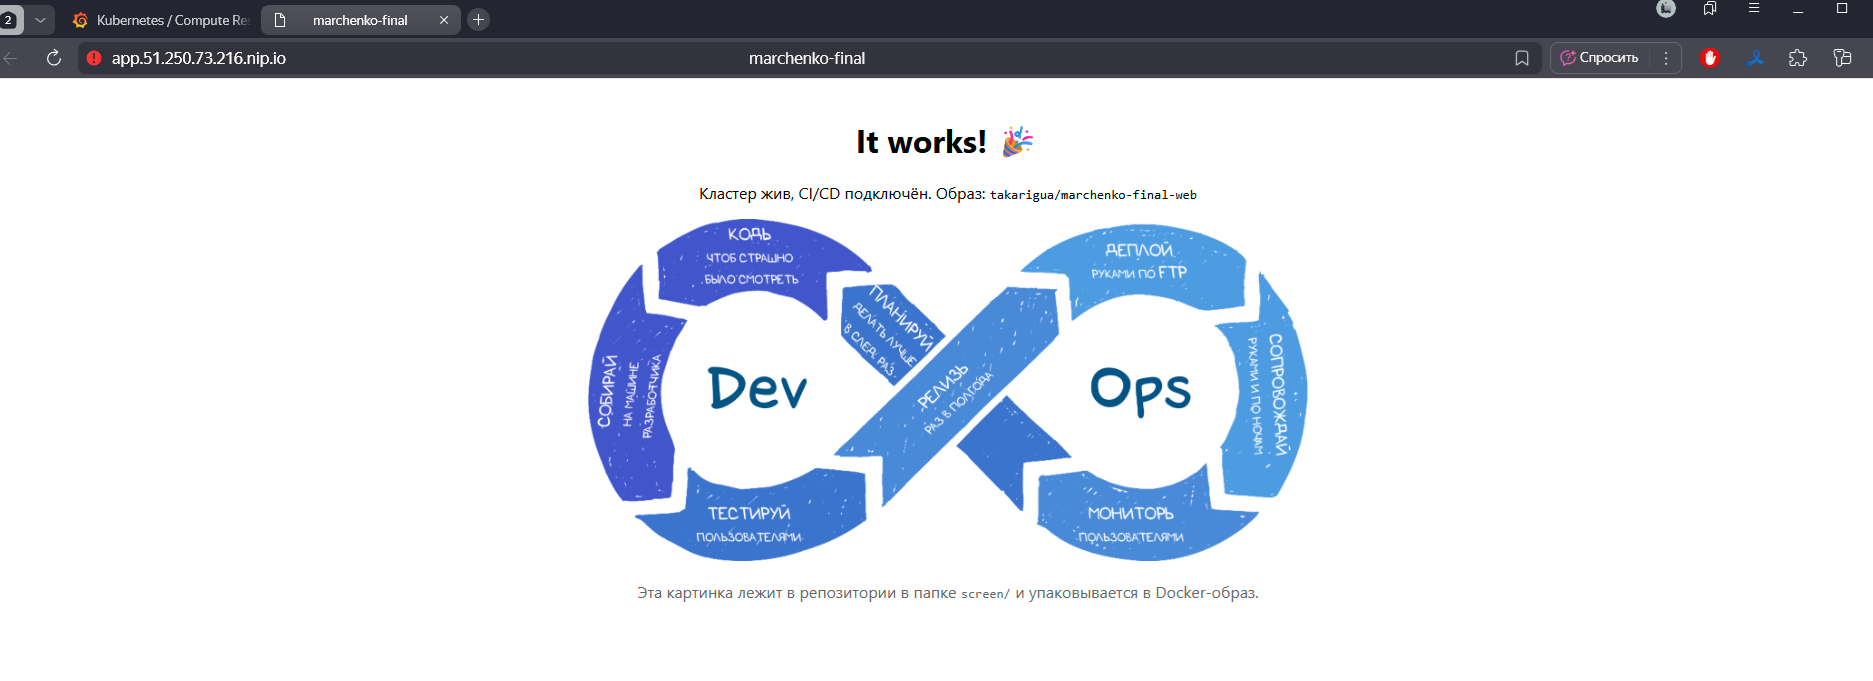 2
Kubernetes / Compute Re
marchenko-final
app.51.250.73.216.nip.io
marchenko-final
Спросить
It works! 🎉
Кластер жив, CI/CD подключён. Образ: takarigua/marchenko-final-web
КОДЬ
ЧТОБ СТРАШНО
БЫЛО СМОТРЕТЬ
ПЛАНИРУЙ
ДЕЛАТЬ ЛУЧШЕ
В СЛЕД. РАЗ
ДЕПЛОЙ
РУКАМИ ПО FTP
СОБИРАЙ
НА МАШИНЕ
РАЗРАБОТЧИКА
Dev
РЕЛИЗЬ
РАЗ В ПОЛГОДА
Ops
СОПРОВОЖДАЙ
РУКАМИ И ПО НОЧАМ
ТЕСТИРУЙ
ПОЛЬЗОВАТЕЛЯМИ
МОНИТОРЬ
ПОЛЬЗОВАТЕЛЯМИ
Эта картинка лежит в репозитории в папке screen/ и упаковывается в Docker-образ.